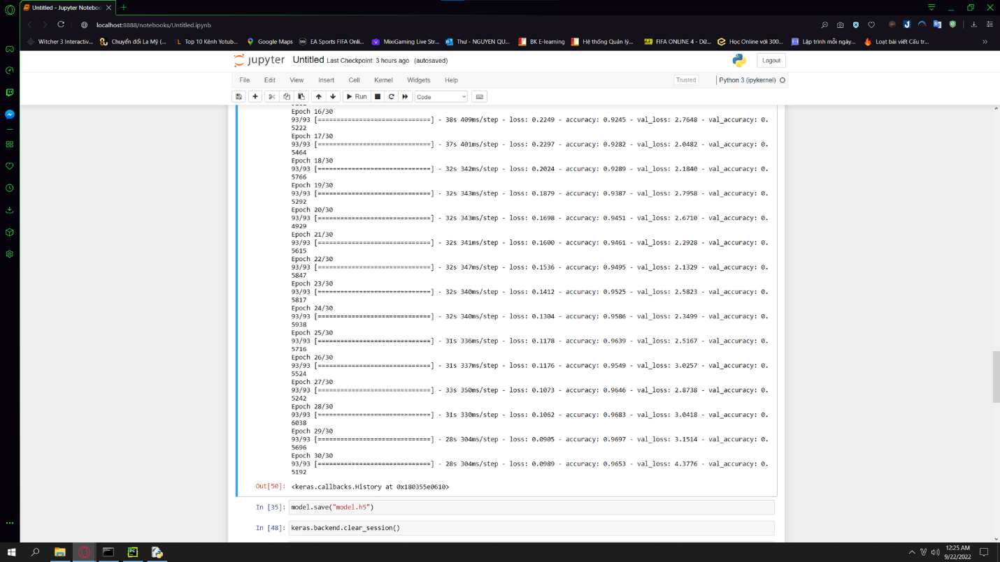 Untitled - Jupyter Noteboo
localhost:8888/notebooks/Untitled.ipynb
Witcher 3 Interactiv... Chuyển đổi La Mỹ (... Top 10 Kênh Yotub... Google Maps EA Sports FIFA Onli... MixiGaming Live Str... Thư - NGUYEN QU... BK E-learning Hệ thống Quản lý... FIFA ONLINE 4 - Dữ... Học Online với 300... Lập trình mỗi ngày... Loạt bài viết Cấu tr...
jupyter Untitled Last Checkpoint: 3 hours ago (autosaved) Logout
File Edit View Insert Cell Kernel Widgets Help Trusted Python 3 (ipykernel)
Run Code
Epoch 16/30
93/93 [==============================] - 38s 409ms/step - loss: 0.2249 - accuracy: 0.9245 - val_loss: 2.7648 - val_accuracy: 0.
5222
Epoch 17/30
93/93 [==============================] - 37s 401ms/step - loss: 0.2297 - accuracy: 0.9282 - val_loss: 2.0482 - val_accuracy: 0.
5464
Epoch 18/30
93/93 [==============================] - 32s 342ms/step - loss: 0.2024 - accuracy: 0.9289 - val_loss: 2.1840 - val_accuracy: 0.
5766
Epoch 19/30
93/93 [==============================] - 32s 343ms/step - loss: 0.1879 - accuracy: 0.9387 - val_loss: 2.7958 - val_accuracy: 0.
5292
Epoch 20/30
93/93 [==============================] - 32s 343ms/step - loss: 0.1698 - accuracy: 0.9451 - val_loss: 2.6710 - val_accuracy: 0.
4929
Epoch 21/30
93/93 [==============================] - 32s 341ms/step - loss: 0.1600 - accuracy: 0.9461 - val_loss: 2.2928 - val_accuracy: 0.
5615
Epoch 22/30
93/93 [==============================] - 32s 347ms/step - loss: 0.1536 - accuracy: 0.9495 - val_loss: 2.1329 - val_accuracy: 0.
5847
Epoch 23/30
93/93 [==============================] - 32s 340ms/step - loss: 0.1412 - accuracy: 0.9525 - val_loss: 2.5823 - val_accuracy: 0.
5817
Epoch 24/30
93/93 [==============================] - 32s 340ms/step - loss: 0.1304 - accuracy: 0.9586 - val_loss: 2.3499 - val_accuracy: 0.
5938
Epoch 25/30
93/93 [==============================] - 31s 336ms/step - loss: 0.1178 - accuracy: 0.9639 - val_loss: 2.5167 - val_accuracy: 0.
5716
Epoch 26/30
93/93 [==============================] - 31s 337ms/step - loss: 0.1176 - accuracy: 0.9549 - val_loss: 3.0257 - val_accuracy: 0.
5524
Epoch 27/30
93/93 [==============================] - 33s 350ms/step - loss: 0.1073 - accuracy: 0.9646 - val_loss: 2.8738 - val_accuracy: 0.
5242
Epoch 28/30
93/93 [==============================] - 31s 330ms/step - loss: 0.1062 - accuracy: 0.9683 - val_loss: 3.0418 - val_accuracy: 0.
6038
Epoch 29/30
93/93 [==============================] - 28s 304ms/step - loss: 0.0905 - accuracy: 0.9697 - val_loss: 3.1514 - val_accuracy: 0.
5696
Epoch 30/30
93/93 [==============================] - 28s 304ms/step - loss: 0.0989 - accuracy: 0.9653 - val_loss: 4.3776 - val_accuracy: 0.
5192
Out[50]: <keras.callbacks.History at 0x180355e0610>
In [35]: model.save("model.h5")
In [48]: keras.backend.clear_session()
12:25 AM
9/22/2022